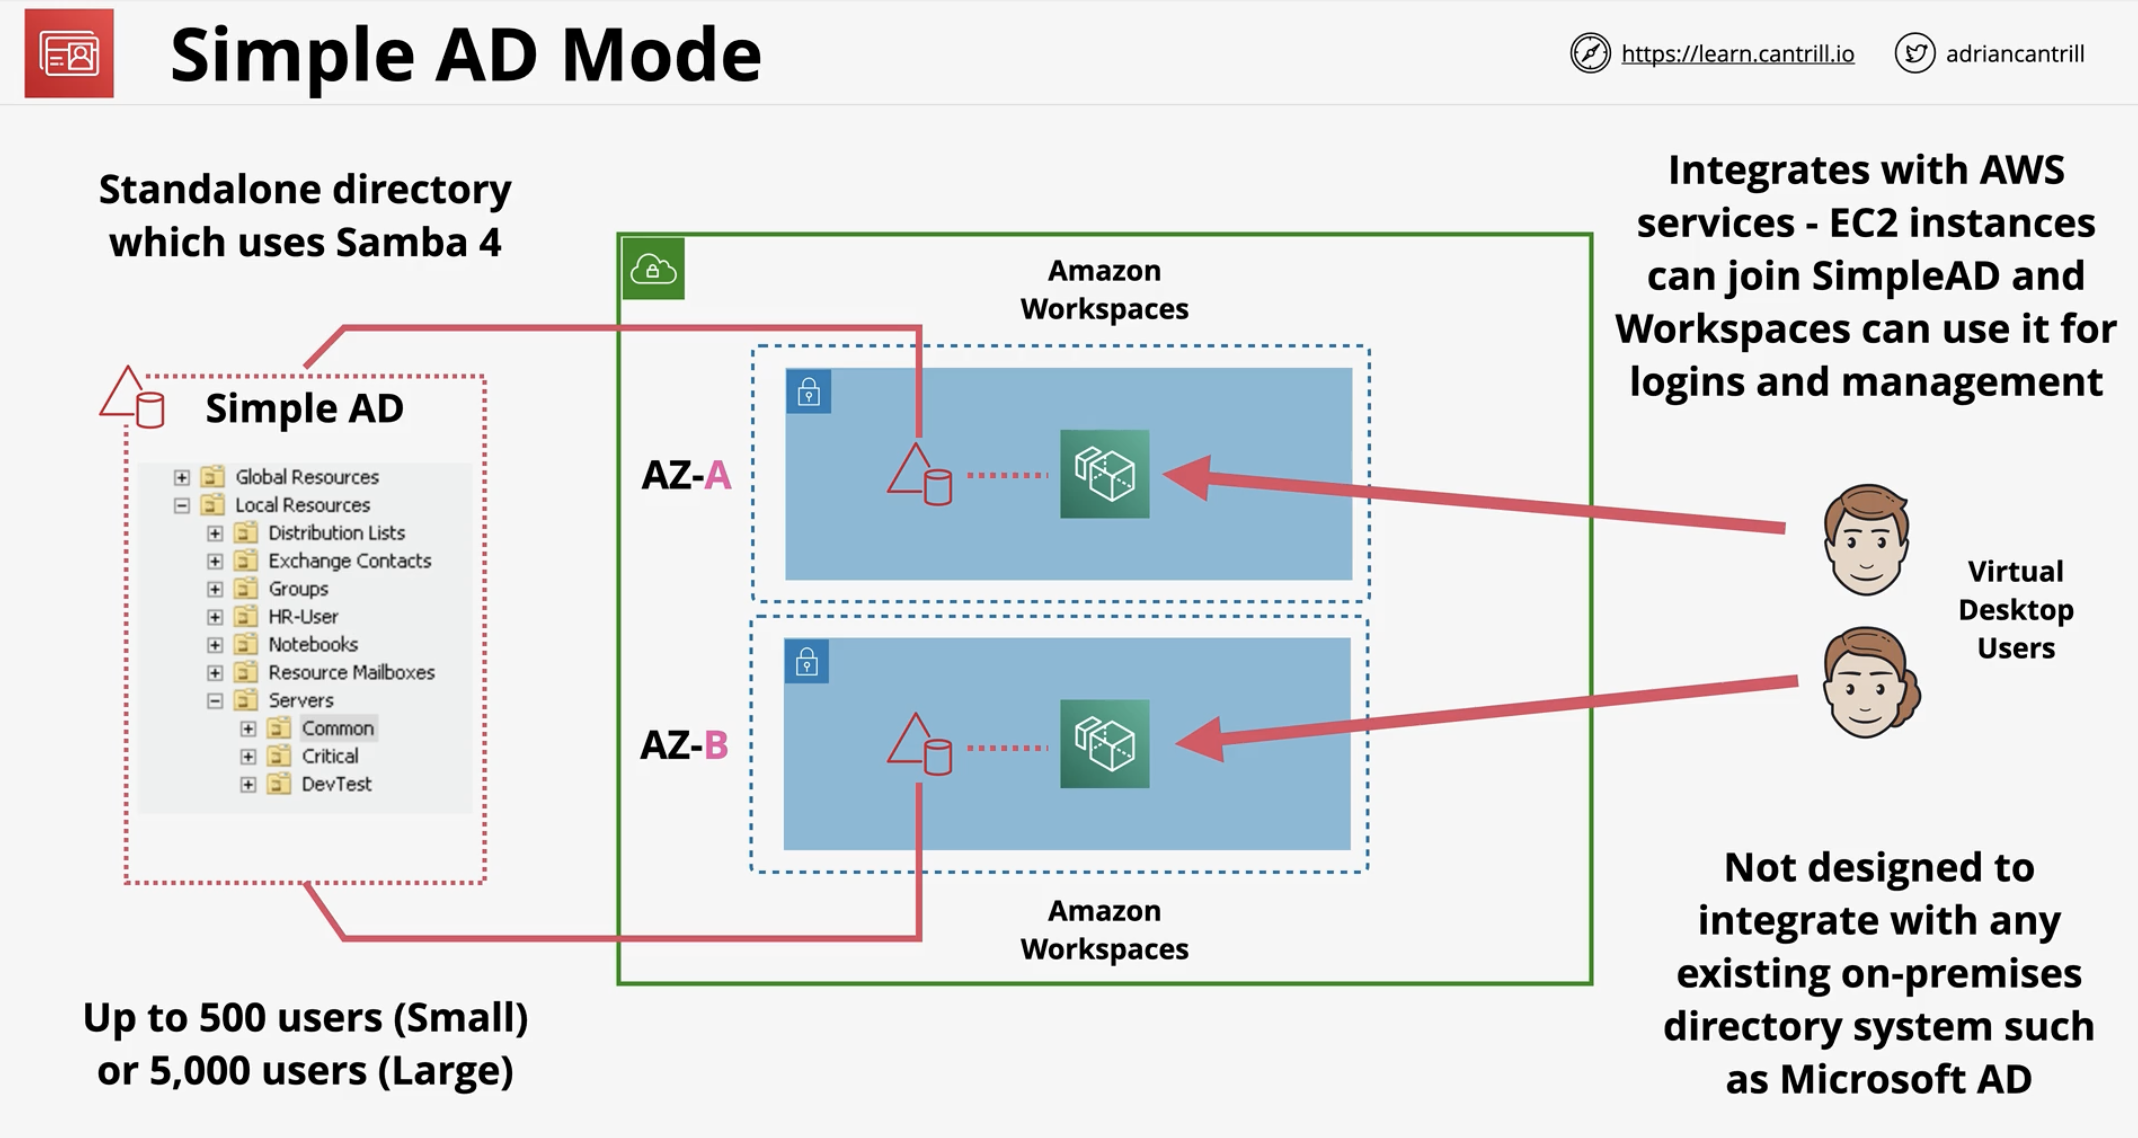 Simple AD Mode
https://learn.cantrill.io
adriancantrill
Standalone directory
which uses Samba 4
Simple AD
Global Resources
Local Resources
Distribution Lists
Exchange Contacts
Groups
HR-User
Notebooks
Resource Mailboxes
Servers
Common
Critical
DevTest
Up to 500 users (Small)
or 5,000 users (Large)
Amazon
Workspaces
AZ-A
AZ-B
Amazon
Workspaces
Integrates with AWS
services - EC2 instances
can join SimpleAD and
Workspaces can use it for
logins and management
Virtual
Desktop
Users
Not designed to
integrate with any
existing on-premises
directory system such
as Microsoft AD